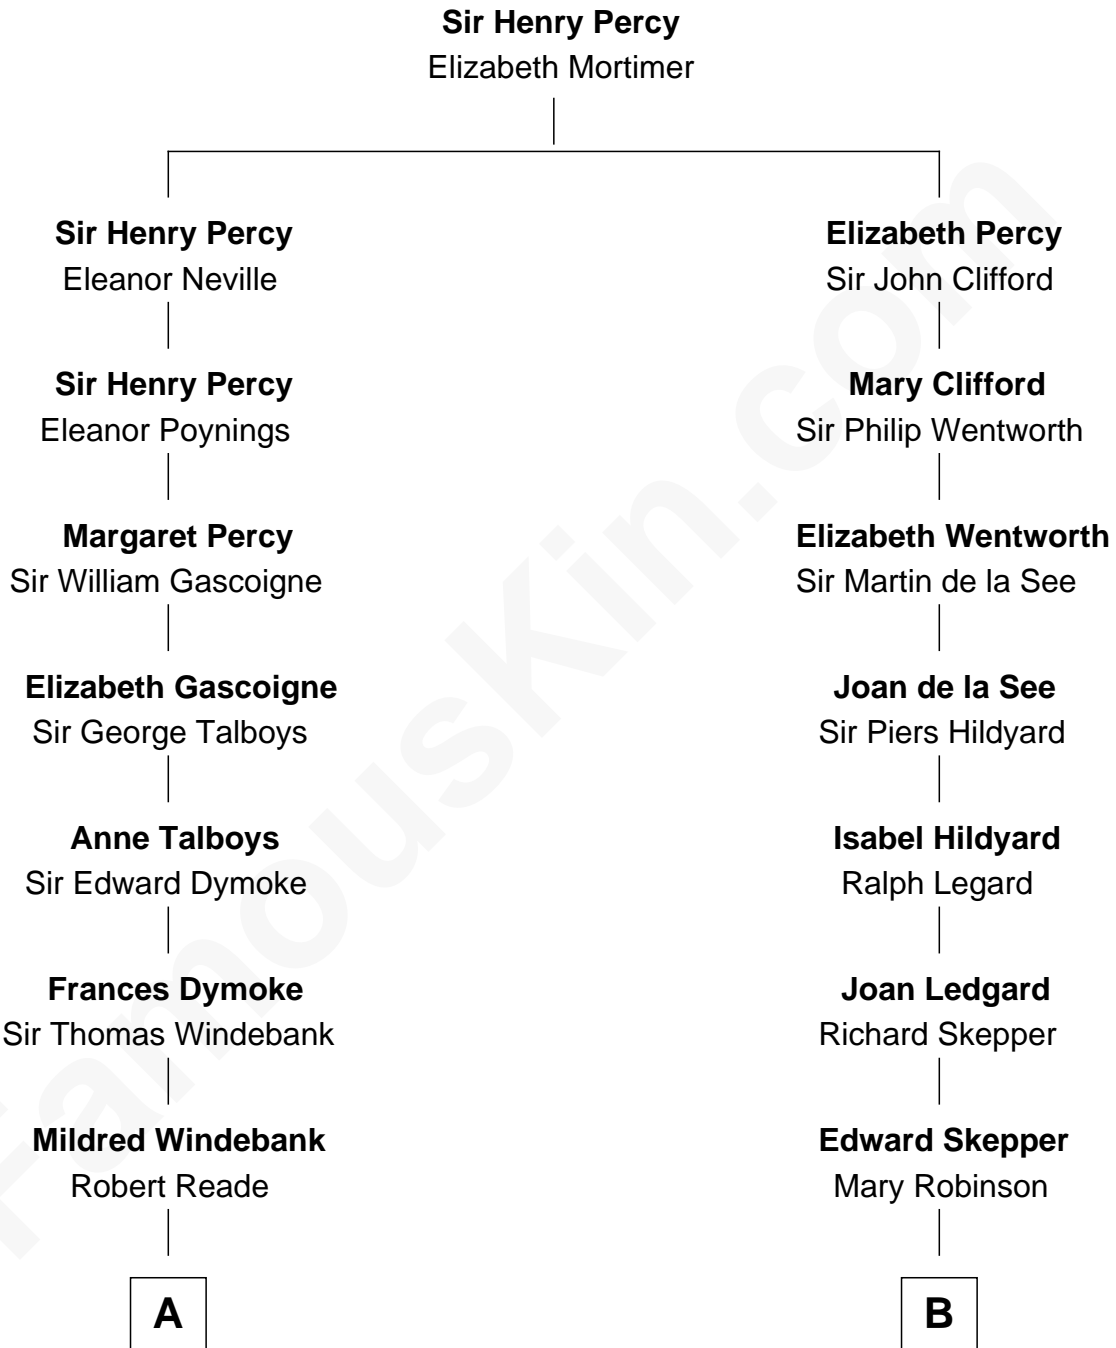 Sir Henry Percy
Elizabeth Mortimer
Sir Henry Percy
Eleanor Neville
Sir Henry Percy
Eleanor Poynings
Margaret Percy
Sir William Gascoigne
Elizabeth Gascoigne
Sir George Talboys
Anne Talboys
Sir Edward Dymoke
Frances Dymoke
Sir Thomas Windebank
Mildred Windebank
Robert Reade
A
Elizabeth Percy
Sir John Clifford
Mary Clifford
Sir Philip Wentworth
Elizabeth Wentworth
Sir Martin de la See
Joan de la See
Sir Piers Hildyard
Isabel Hildyard
Ralph Legard
Joan Ledgard
Richard Skepper
Edward Skepper
Mary Robinson
B
FamousKin.com